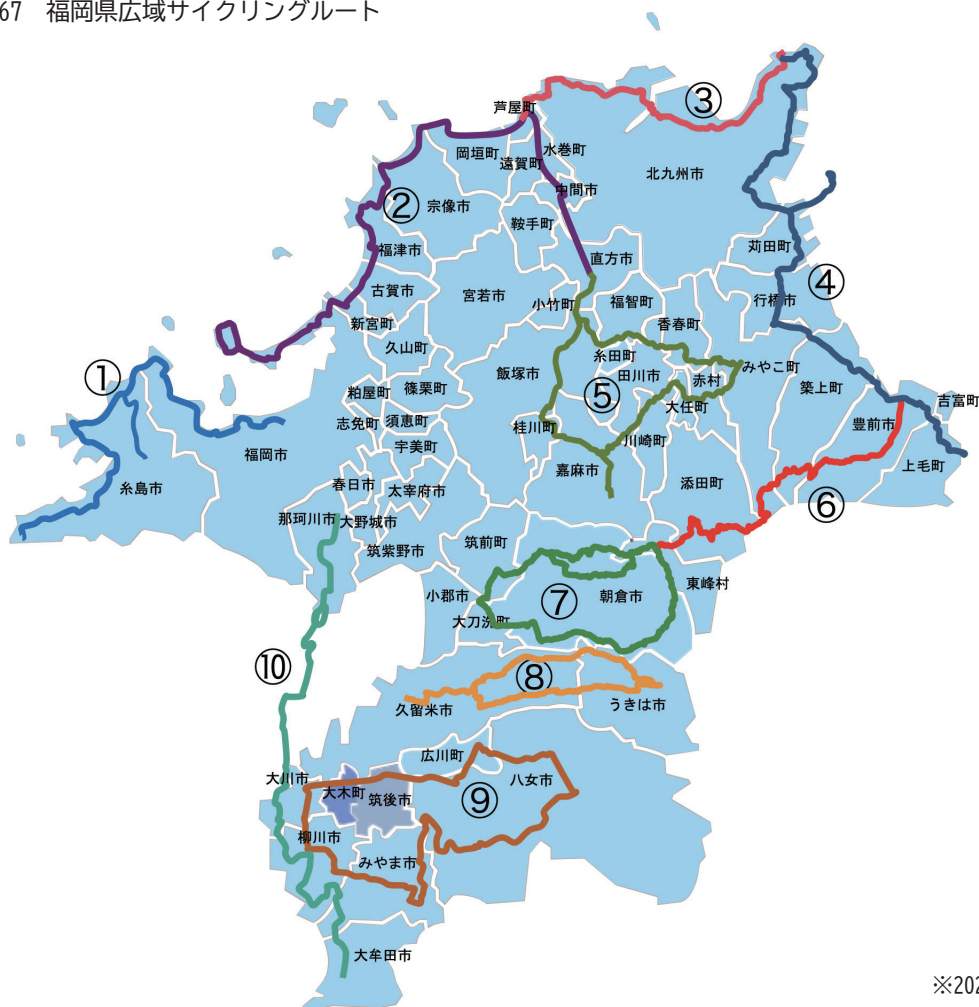 67 福岡県広域サイクリングルート
芦屋町
③
岡垣町
遠賀町
水巻町
中間市
北九州市
②
宗像市
鞍手町
福津市
直方市
苅田町
古賀市
宮若市
小竹町
福智町
行橋市
④
新宮町
香春町
久山町
糸田町
みやこ町
①
飯塚市
田川市
赤村
粕屋町
篠栗町
⑤
築上町
吉富町
志免町
須恵町
桂川町
大任町
豊前市
福岡市
宇美町
川崎町
上毛町
糸島市
春日市
太宰府市
嘉麻市
添田町
⑥
那珂川市
大野城市
筑紫野市
筑前町
東峰村
小郡市
⑦
朝倉市
大刀洗町
⑩
⑧
久留米市
うきは市
広川町
大川市
大木町
筑後市
⑨
八女市
柳川市
みやま市
大牟田市
※202